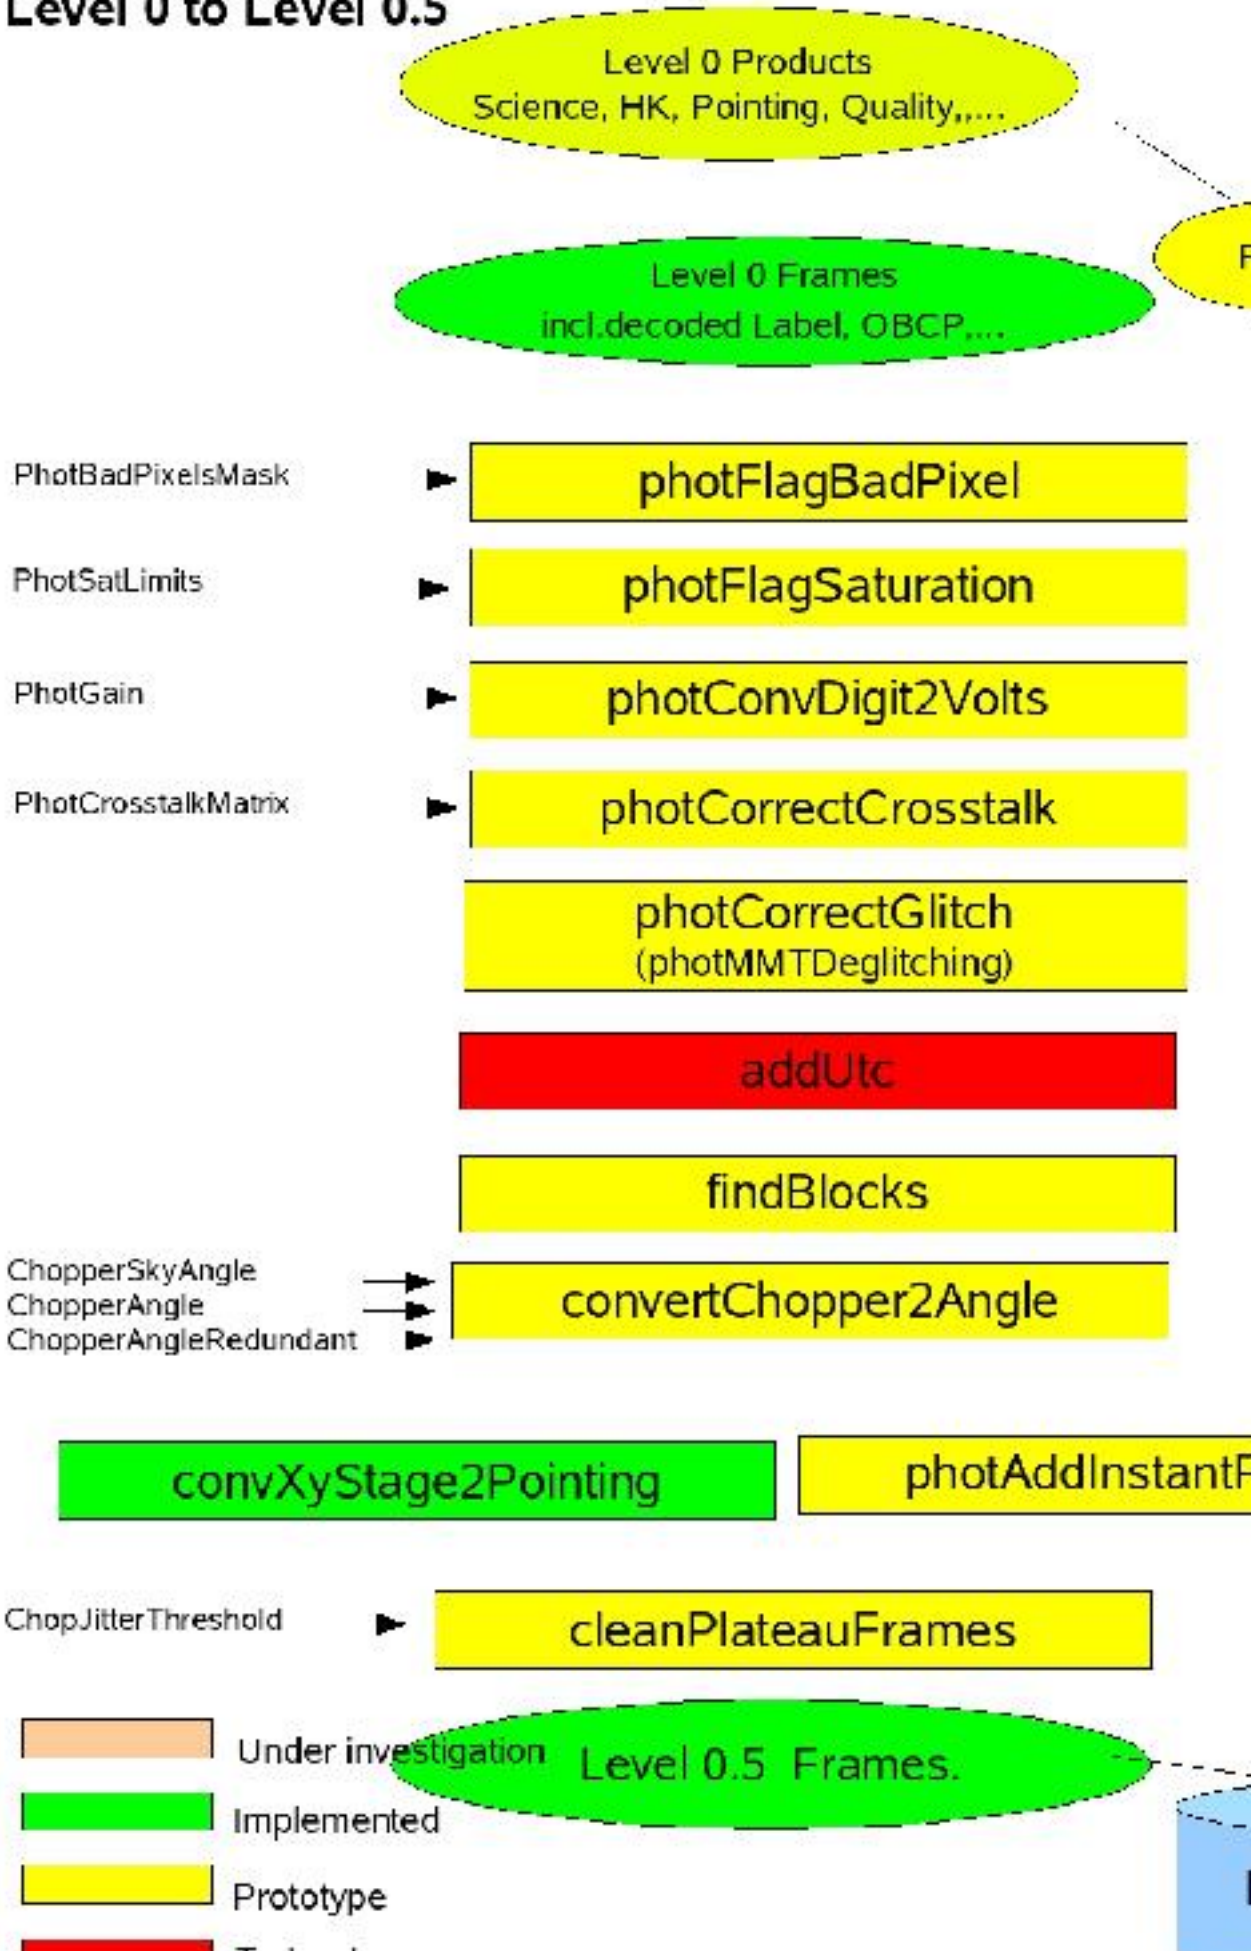 Level 0 to Level 0.5
Level 0 Products
Science, HK, Pointing, Quality,,...
Level 0 Frames
incl.decoded Label, OBCP,...
PhotBadPixelsMask
photFlagBadPixel
PhotSatLimits
photFlagSaturation
PhotGain
photConvDigit2Volts
PhotCrosstalkMatrix
photCorrectCrosstalk
photCorrectGlitch
(photMMTDeglitching)
addUtc
findBlocks
ChopperSkyAngle
ChopperAngle
ChopperAngleRedundant
convertChopper2Angle
convXyStage2Pointing
photAddInstant
ChopJitterThreshold
cleanPlateauFrames
Under investigation
Level 0.5 Frames.
Implemented
Prototype